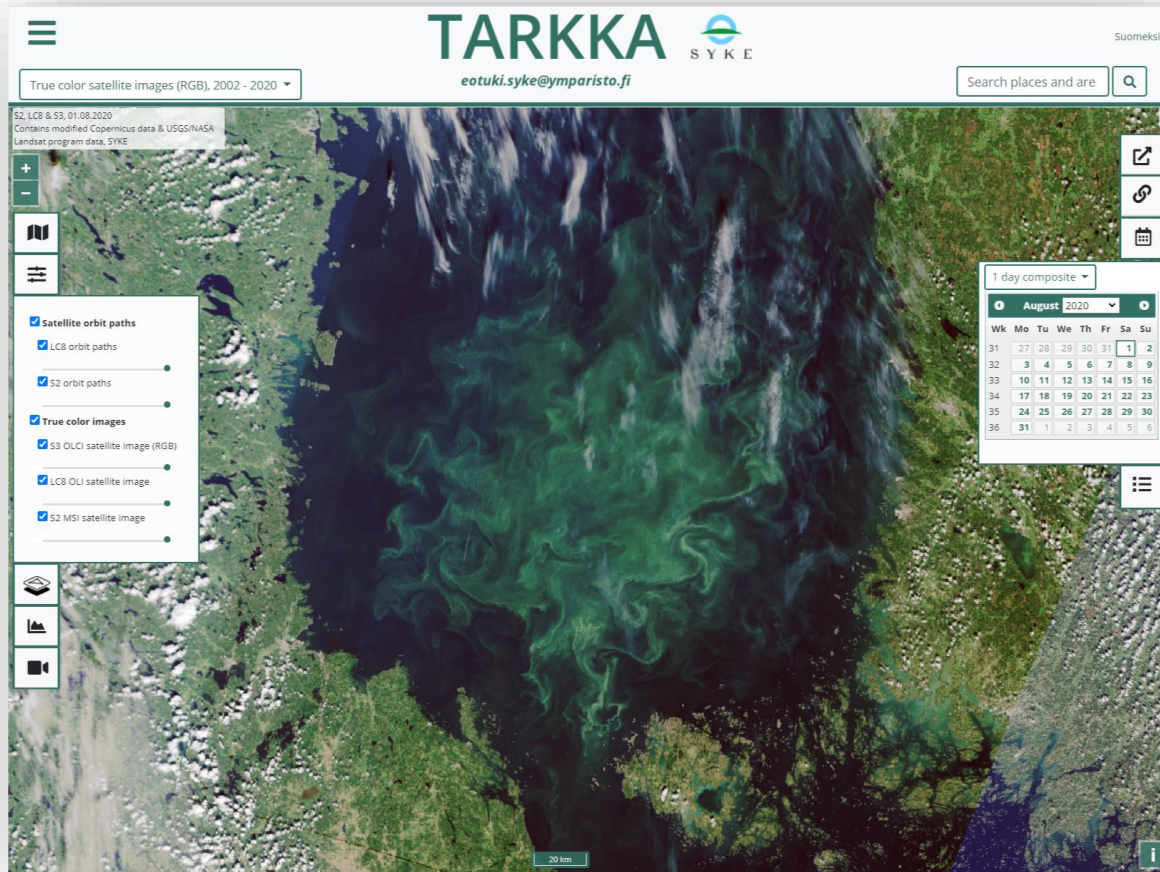 TARKKA
SYKE
Suomeksi
eotuki.syke@ymparisto.fi
True color satellite images (RGB), 2002 - 2020
Search places and are
S2, LC8 & S3, 01.08.2020
Contains modified Copernicus data & USGS/NASA
Landsat program data, SYKE
+
−
Satellite orbit paths
LC8 orbit paths
S2 orbit paths
True color images
S3 OLCI satellite image (RGB)
LC8 OLI satellite image
S2 MSI satellite image
1 day composite
August 2020
Wk Mo Tu We Th Fr Sa Su
31 27 28 29 30 31 1 2
32 3 4 5 6 7 8 9
33 10 11 12 13 14 15 16
34 17 18 19 20 21 22 23
35 24 25 26 27 28 29 30
36 31 1 2 3 4 5 6
20 km
i